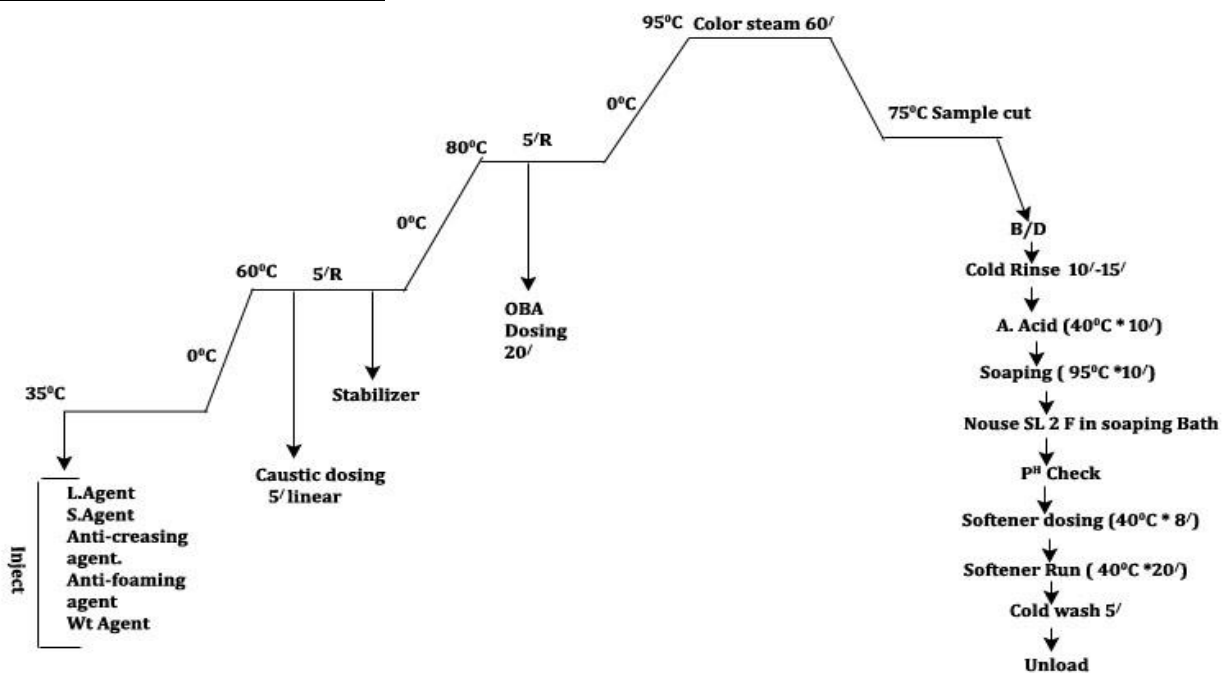 95⁰C Color steam 60/
0⁰C
75⁰C Sample cut
80⁰C
5/R
0⁰C
60⁰C
5/R
OBA
Dosing
20/
0⁰C
Stabilizer
35⁰C
Caustic dosing
5/ linear
Inject
L.Agent
S.Agent
Anti-creasing
agent.
Anti-foaming
agent
Wt Agent
B/D
Cold Rinse 10/-15/
A. Acid (40⁰C * 10/)
Soaping ( 95⁰C *10/)
Nouse SL 2 F in soaping Bath
Pᴴ Check
Softener dosing (40⁰C * 8/)
Softener Run ( 40⁰C *20/)
Cold wash 5/
Unload